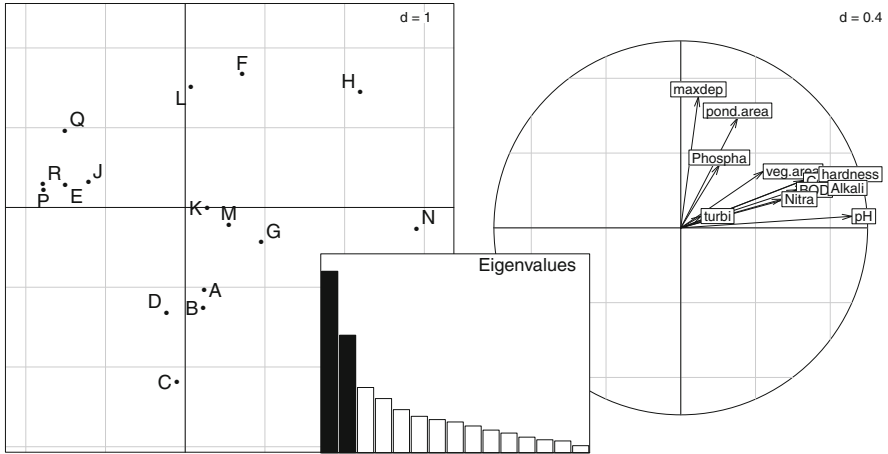 d = 1
F
H
L
Q
R
J
P
E
K
M
G
N
A
D
B
C
Eigenvalues
d = 0.4
maxdep
pond.area
Phospha
veg.area
hardness
Alkali
Nitra
turbi
pH